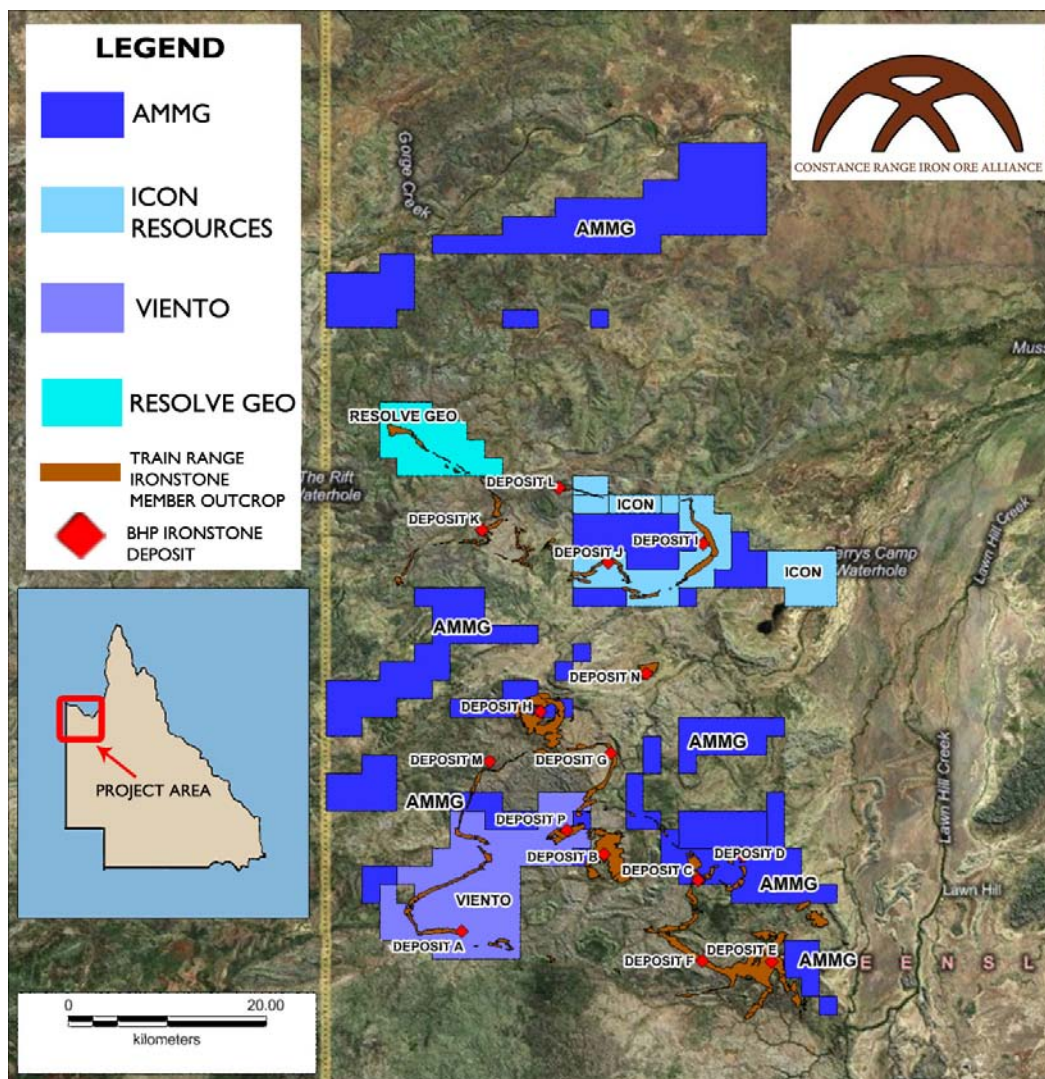 LEGEND
AMMG
ICON
RESOURCES
VIENTO
RESOLVE GEO
TRAIN RANGE
IRONSTONE
MEMBER OUTCROP
BHP IRONSTONE
DEPOSIT
PROJECT AREA
0 20.00
kilometers
CONSTANCE RANGE IRON ORE ALLIANCE
Gorge Creek
AMMG
RESOLVE GEO
The Rift
Waterhole
DEPOSIT L
ICON
DEPOSIT K
DEPOSIT I
DEPOSIT J
Perrys Camp
Waterhole
ICON
Lawn Hill Creek
AMMG
DEPOSIT N
DEPOSIT H
AMMG
DEPOSIT M
DEPOSIT G
AMMG
DEPOSIT P
DEPOSIT B
DEPOSIT D
DEPOSIT C
AMMG
Lawn Hill Creek
Lawn Hill
VIENTO
DEPOSIT A
DEPOSIT E
DEPOSIT F
AMMG
E E N S L